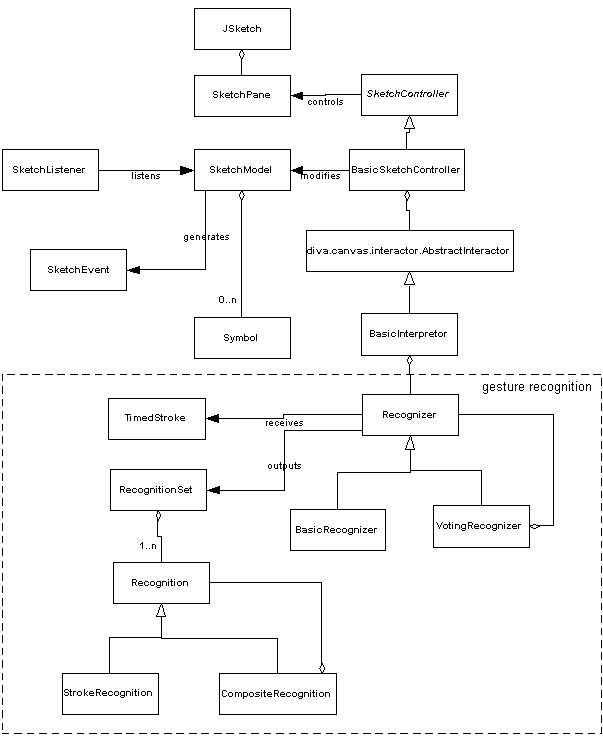 JSketch
SketchPane
controls
SketchController
SketchListener
listens
SketchModel
modifies
BasicSketchController
generates
diva.canvas.interactor.AbstractInteractor
SketchEvent
0..n
Symbol
BasicInterpretor
gesture recognition
TimedStroke
receives
Recognizer
outputs
RecognitionSet
BasicRecognizer
VotingRecognizer
1..n
Recognition
StrokeRecognition
CompositeRecognition